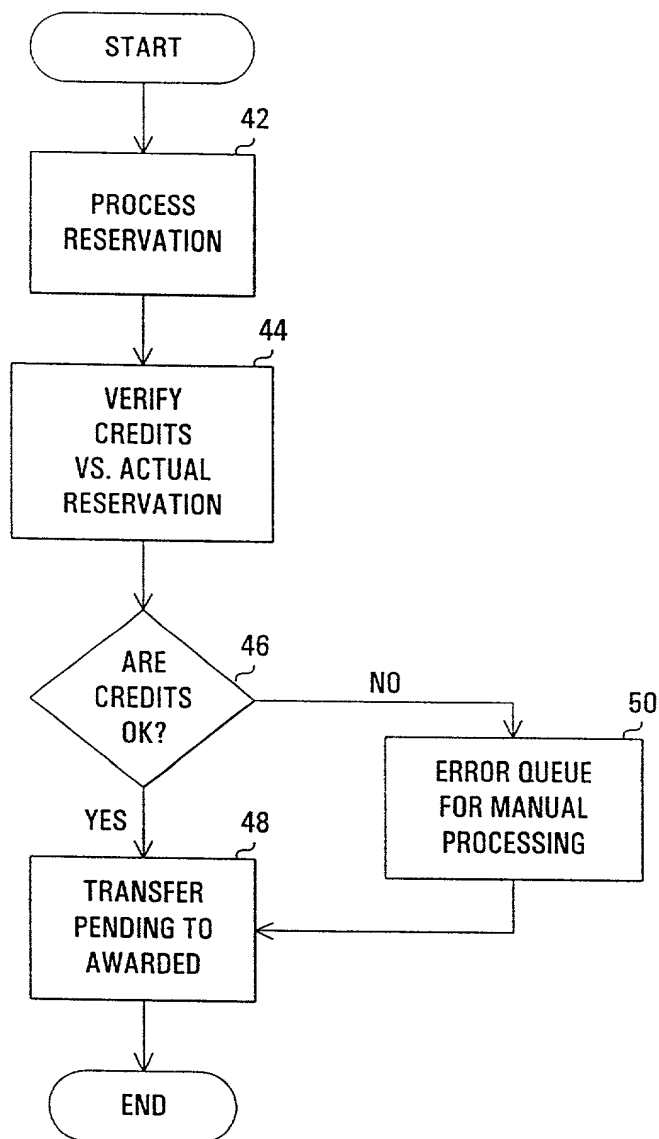 START
42
PROCESS
RESERVATION
44
VERIFY
CREDITS
VS. ACTUAL
RESERVATION
46
ARE
CREDITS
OK?
NO
50
ERROR QUEUE
FOR MANUAL
PROCESSING
YES
48
TRANSFER
PENDING TO
AWARDED
END